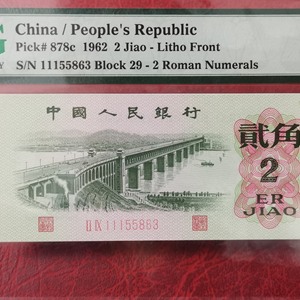 China / People's Republic
Pick# 878c 1962 2 Jiao - Litho Front
S/N 11155863 Block 29 - 2 Roman Numerals
中國人民銀行
貳角
2
ER
JIAO
II IX 11155863